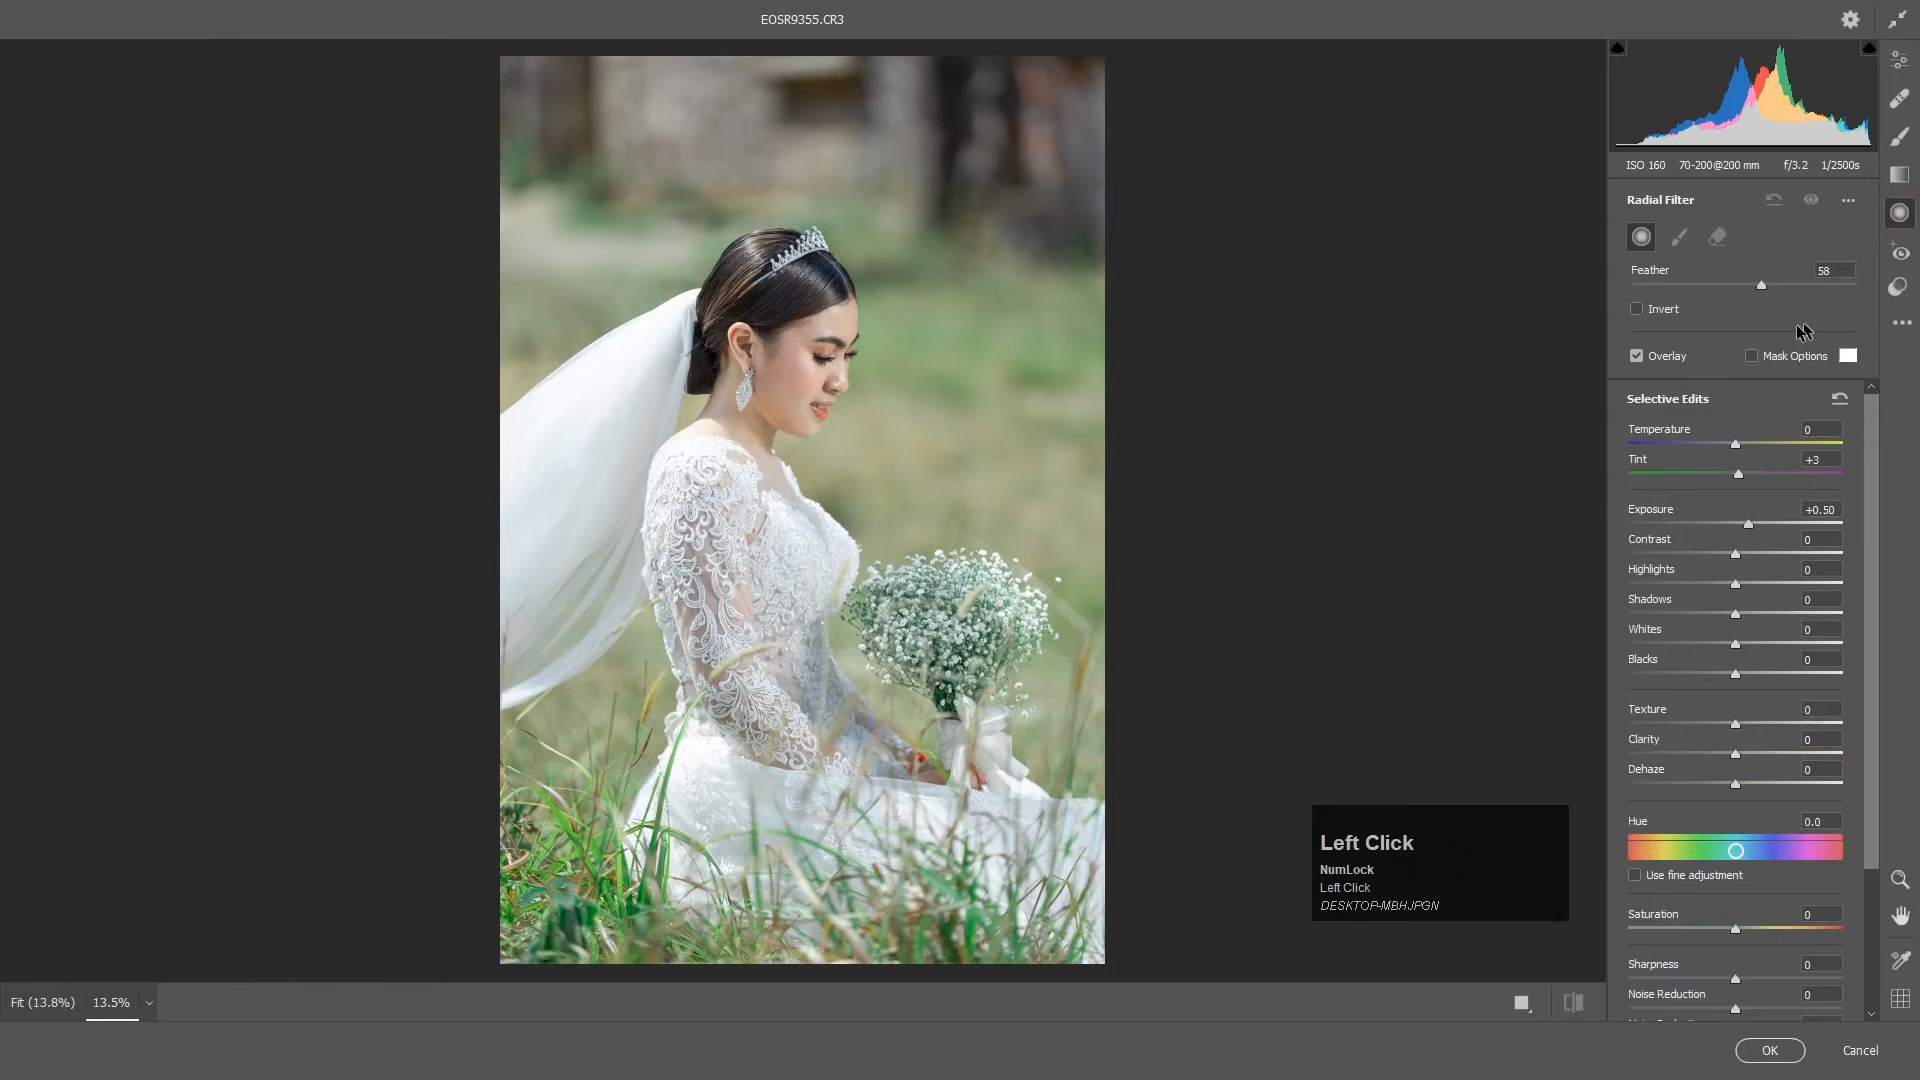 EOSR9355.CR3
ISO 160 70-200@200 mm f/3.2 1/2500s
Radial Filter
Feather 58
Invert
Overlay Mask Options
Selective Edits
Temperature 0
Tint +3
Exposure +0.50
Contrast 0
Highlights 0
Shadows 0
Whites 0
Blacks 0
Texture 0
Clarity 0
Dehaze 0
Hue 0.0
Use fine adjustment
Saturation 0
Sharpness 0
Noise Reduction 0
Left Click
NumLock
Left Click
DESKTOP-MBHJPGN
Fit (13.8%) 13.5%
OK Cancel